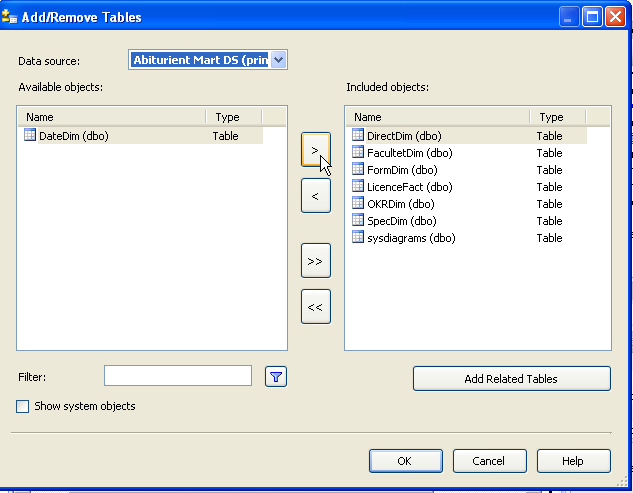 Add/Remove Tables
Data source: Abiturient Mart DS (prin
Available objects: Included objects:
Name Type Name Type
DateDim (dbo) Table DirectDim (dbo) Table
FacultetDim (dbo) Table
FormDim (dbo) Table
LicenceFact (dbo) Table
OKRDim (dbo) Table
SpecDim (dbo) Table
sysdiagrams (dbo) Table
>
<
>>
<<
Filter:
Add Related Tables
Show system objects
OK Cancel Help